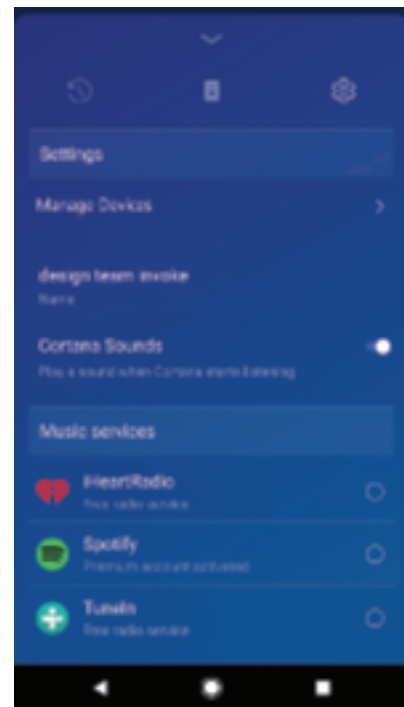 Settings
Manage Devices
design team invoke
Name
Cortana Sounds
Play a sound when Cortana starts listening
Music services
iHeartRadio
Free radio service
Spotify
Premium account activated
TuneIn
Free radio service